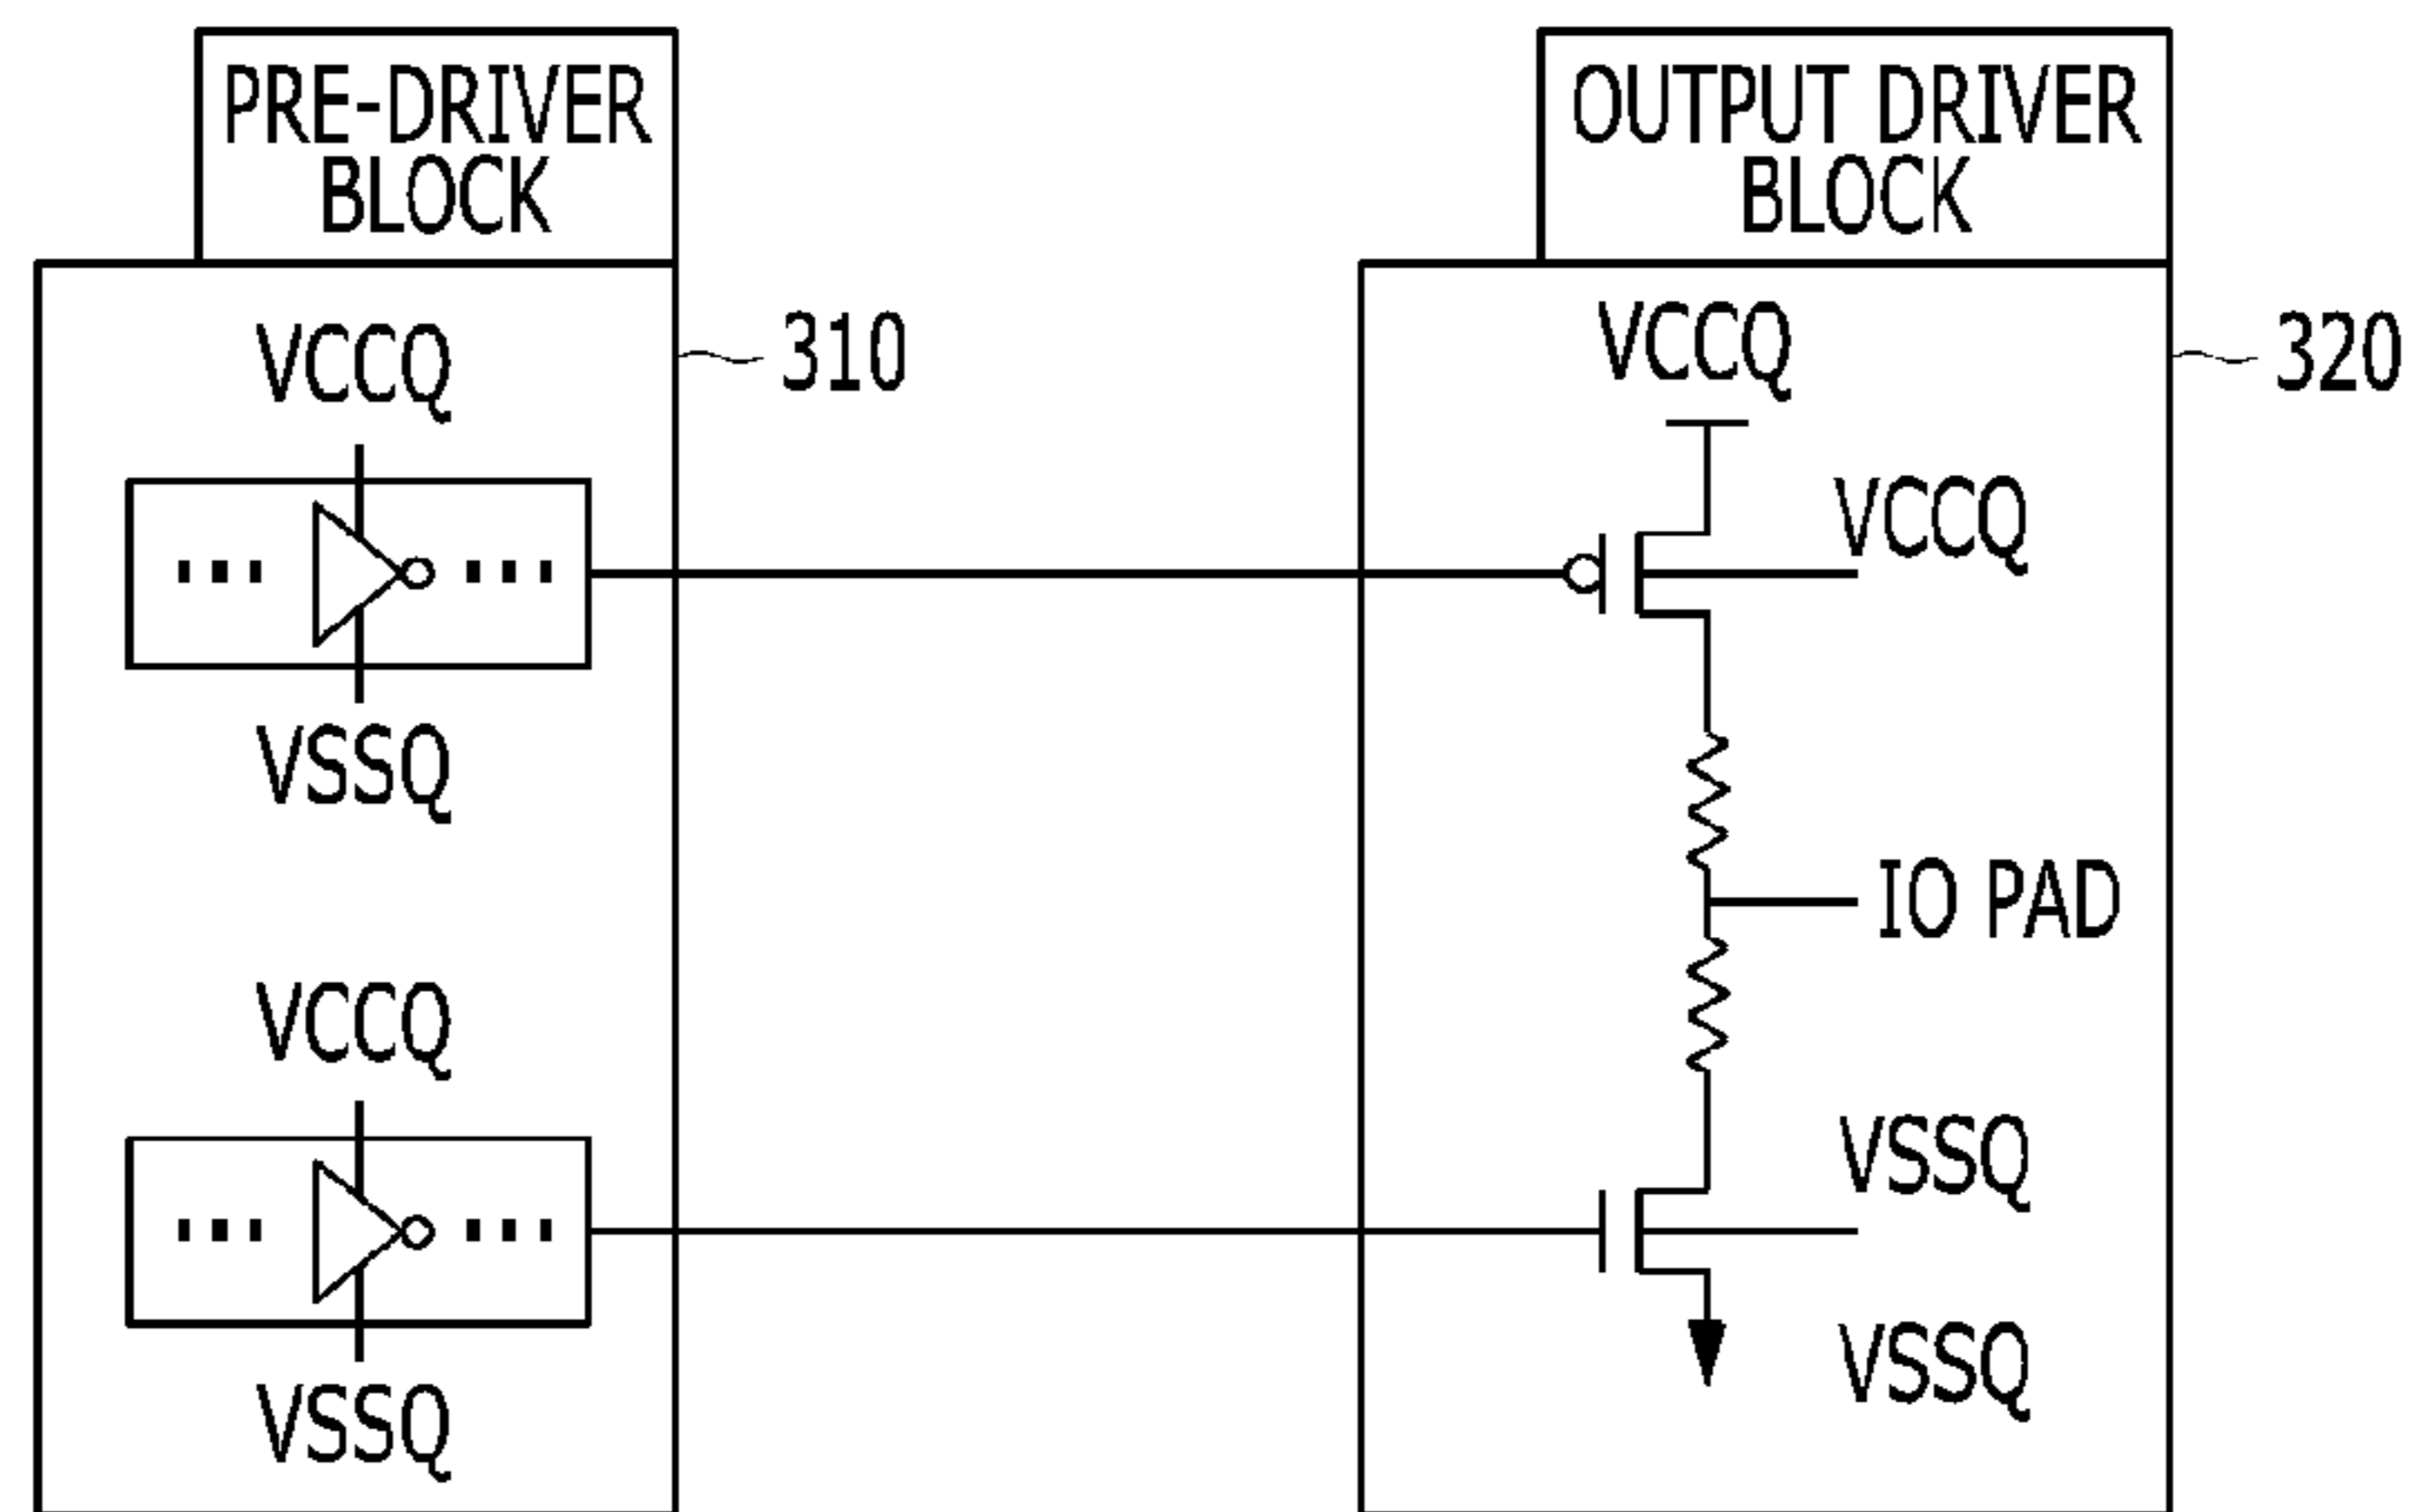 PRE-DRIVER
BLOCK
310
VCCQ
VSSQ
VCCQ
VSSQ
OUTPUT DRIVER
BLOCK
320
VCCQ
VCCQ
IO PAD
VSSQ
VSSQ